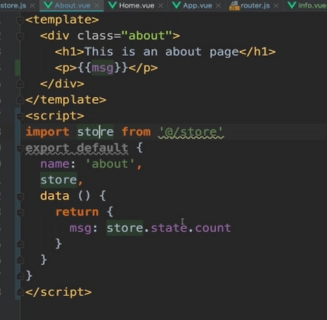 store.js × About.vue × Home.vue × App.vue × router.js × Info.vue
<template>
<div class="about">
<h1>This is an about page</h1>
<p>{{msg}}</p>
</div>
</template>
<script>
import store from '@/store'
export default {
name: 'about',
store,
data () {
return {
msg: store.state.count
}
}
}
</script>